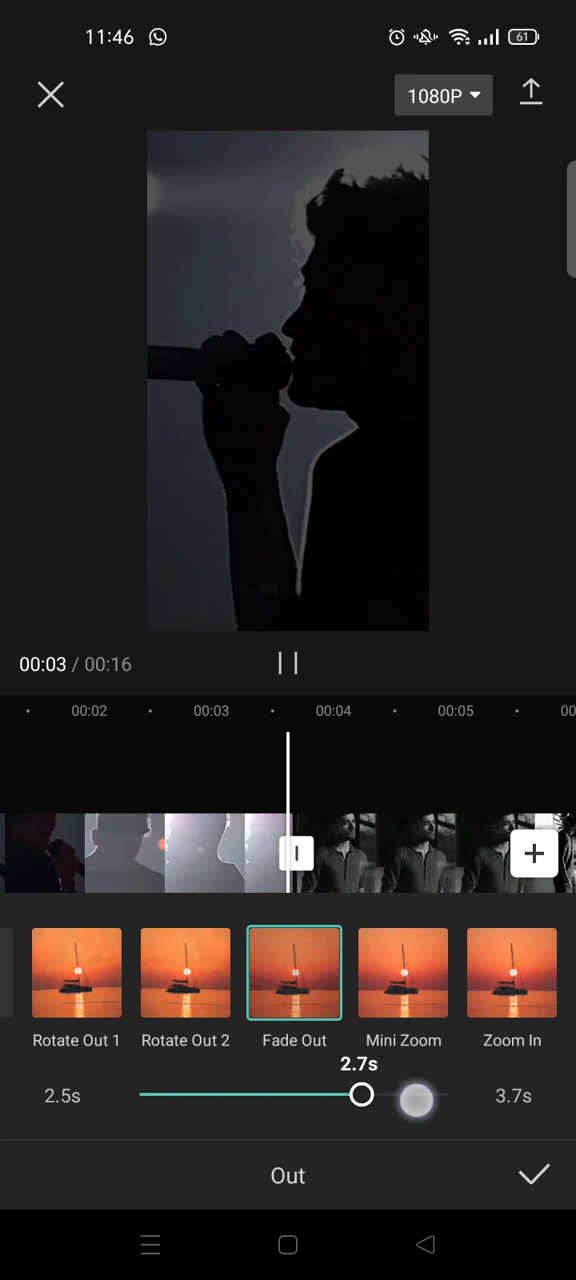 11:46
61
1080P
00:03 / 00:16
00:02
00:03
00:04
00:05
00
Rotate Out 1
Rotate Out 2
Fade Out
Mini Zoom
Zoom In
2.7s
2.5s
3.7s
Out